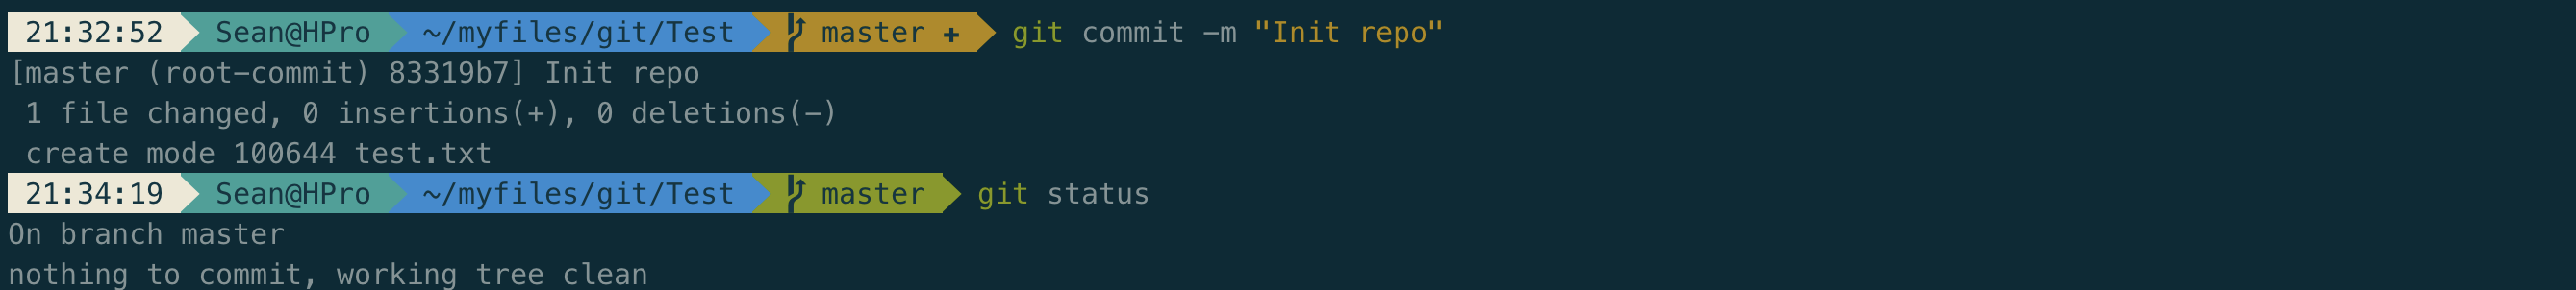 21:32:52 Sean@HPro ~/myfiles/git/Test master + git commit -m "Init repo"
[master (root-commit) 83319b7] Init repo
1 file changed, 0 insertions(+), 0 deletions(-)
create mode 100644 test.txt
21:34:19 Sean@HPro ~/myfiles/git/Test master git status
On branch master
nothing to commit, working tree clean